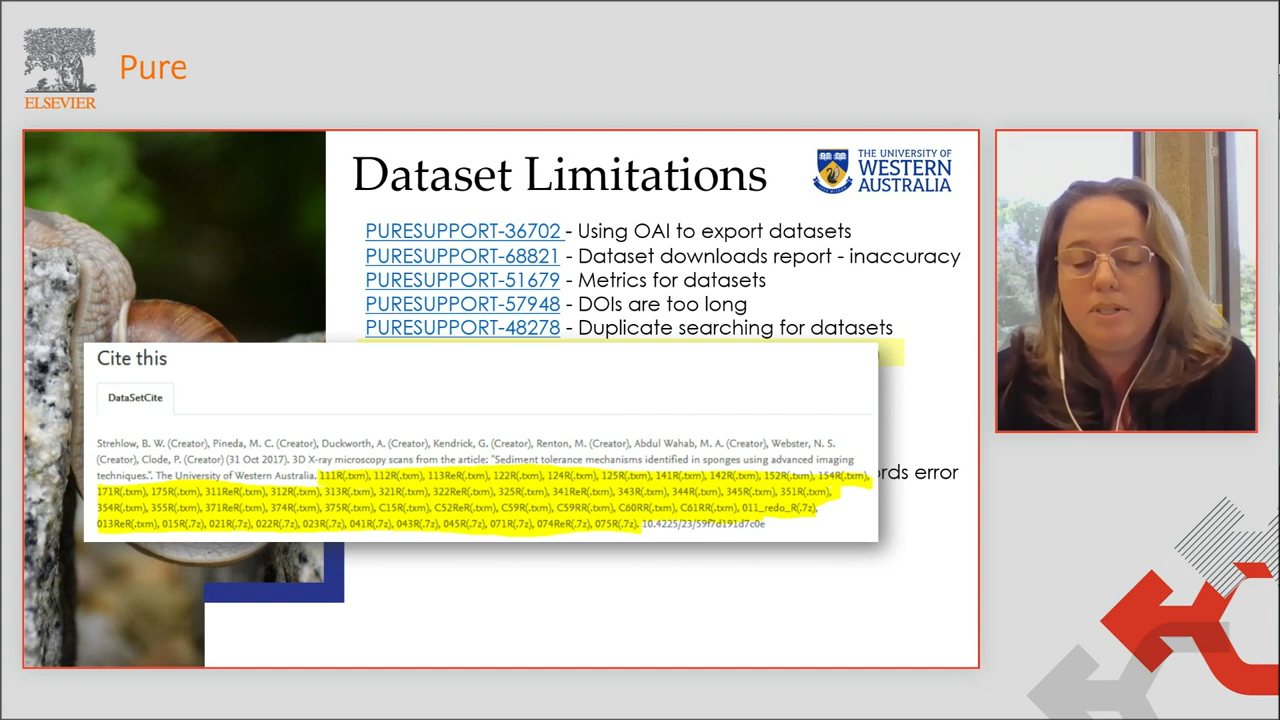 ELSEVIER
Pure
Dataset Limitations
THE UNIVERSITY OF
WESTERN
AUSTRALIA
PURESUPPORT-36702 - Using OAI to export datasets
PURESUPPORT-68821 - Dataset downloads report - inaccuracy
PURESUPPORT-51679 - Metrics for datasets
PURESUPPORT-57948 - DOIs are too long
PURESUPPORT-48278 - Duplicate searching for datasets
Cite this
DataSetCite
Strehlow, B. W. (Creator), Pineda, M. C. (Creator), Duckworth, A. (Creator), Kendrick, G. (Creator), Renton, M. (Creator), Abdul Wahab, M. A. (Creator), Webster, N. S.
(Creator), Clode, P. (Creator) (31 Oct 2017). 3D X-ray microscopy scans from the article: "Sediment tolerance mechanisms identified in sponges using advanced imaging
techniques.". The University of Western Australia. 111R(.txm), 112R(.txm), 113ReR(.txm), 122R(.txm), 124R(.txm), 125R(.txm), 141R(.txm), 142R(.txm), 152R(.txm), 154R(.txm),
171R(.txm), 175R(.txm), 311ReR(.txm), 312R(.txm), 313R(.txm), 321R(.txm), 322ReR(.txm), 325R(.txm), 341ReR(.txm), 343R(.txm), 344R(.txm), 345R(.txm), 351R(.txm),
354R(.txm), 355R(.txm), 371ReR(.txm), 374R(.txm), 375R(.txm), C15R(.txm), C52ReR(.txm), C59R(.txm), C59RR(.txm), C60RR(.txm), C61RR(.txm), 011_redo_R(.7z),
013ReR(.txm), 015R(.7z), 021R(.7z), 022R(.7z), 023R(.7z), 041R(.7z), 043R(.7z), 045R(.7z), 071R(.7z), 074ReR(.7z), 075R(.7z). 10.4225/23/59f7d191d7c0e
error